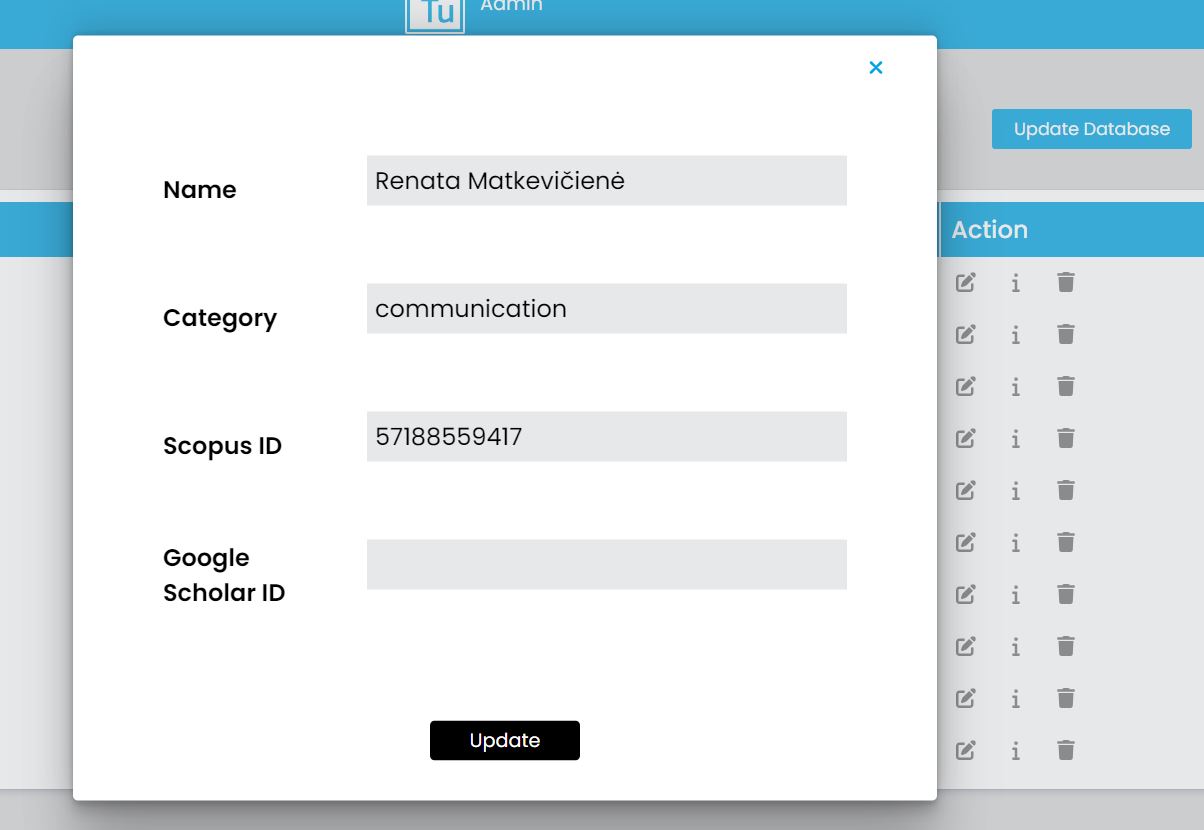 Tu
Admin
×
Update Database
Name
Renata Matkevičienė
Action
Category
communication
Scopus ID
57188559417
Google
Scholar ID
Update